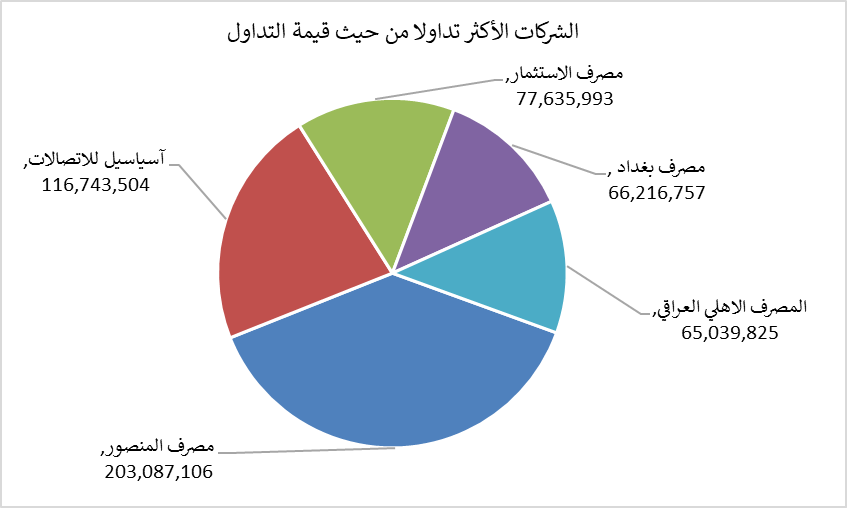 الشركات الأكثر تداولا من حيث قيمة التداول
مصرف الاستثمار,
77,635,993
مصرف بغداد ,
66,216,757
آسياسيل للاتصالات,
116,743,504
المصرف الاهلي العراقي,
65,039,825
مصرف المنصور,
203,087,106